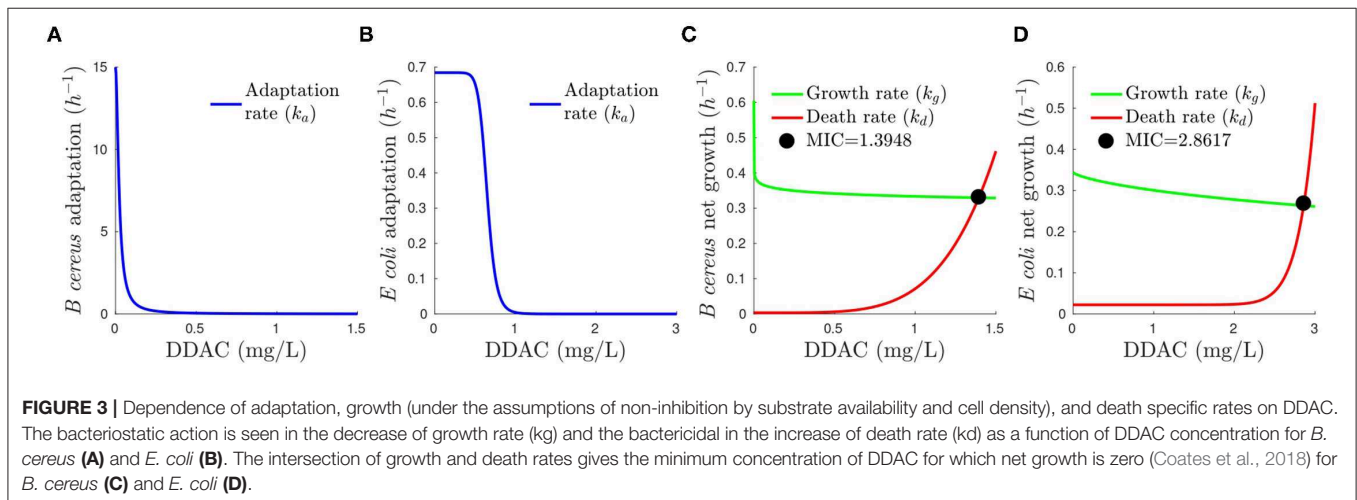 A
B
C
D
B cereus adaptation (h⁻¹)
15
10
5
0
0
0.5
1
1.5
DDAC (mg/L)
Adaptation
rate (kₐ)
E coli adaptation (h⁻¹)
0.7
0.6
0.5
0.4
0.3
0.2
0.1
0
0
1
2
3
DDAC (mg/L)
Adaptation
rate (kₐ)
B cereus net growth (h⁻¹)
0.7
0.6
0.5
0.4
0.3
0.2
0.1
0
0
0.5
1
1.5
DDAC (mg/L)
Growth rate (k_g)
Death rate (k_d)
MIC=1.3948
E coli net growth (h⁻¹)
0.6
0.5
0.4
0.3
0.2
0.1
0
0
1
2
3
DDAC (mg/L)
Growth rate (k_g)
Death rate (k_d)
MIC=2.8617
FIGURE 3 | Dependence of adaptation, growth (under the assumptions of non-inhibition by substrate availability and cell density), and death specific rates on DDAC.
The bacteriostatic action is seen in the decrease of growth rate (kg) and the bactericidal in the increase of death rate (kd) as a function of DDAC concentration for B.
cereus (A) and E. coli (B). The intersection of growth and death rates gives the minimum concentration of DDAC for which net growth is zero (Coates et al., 2018) for
B. cereus (C) and E. coli (D).